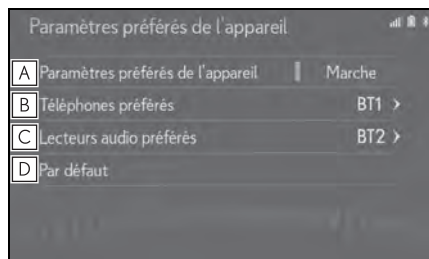 Paramètres préférés de l'appareil
A Paramètres préférés de l'appareil Marche
B Téléphones préférés BT1 >
C Lecteurs audio préférés BT2 >
D Par défaut